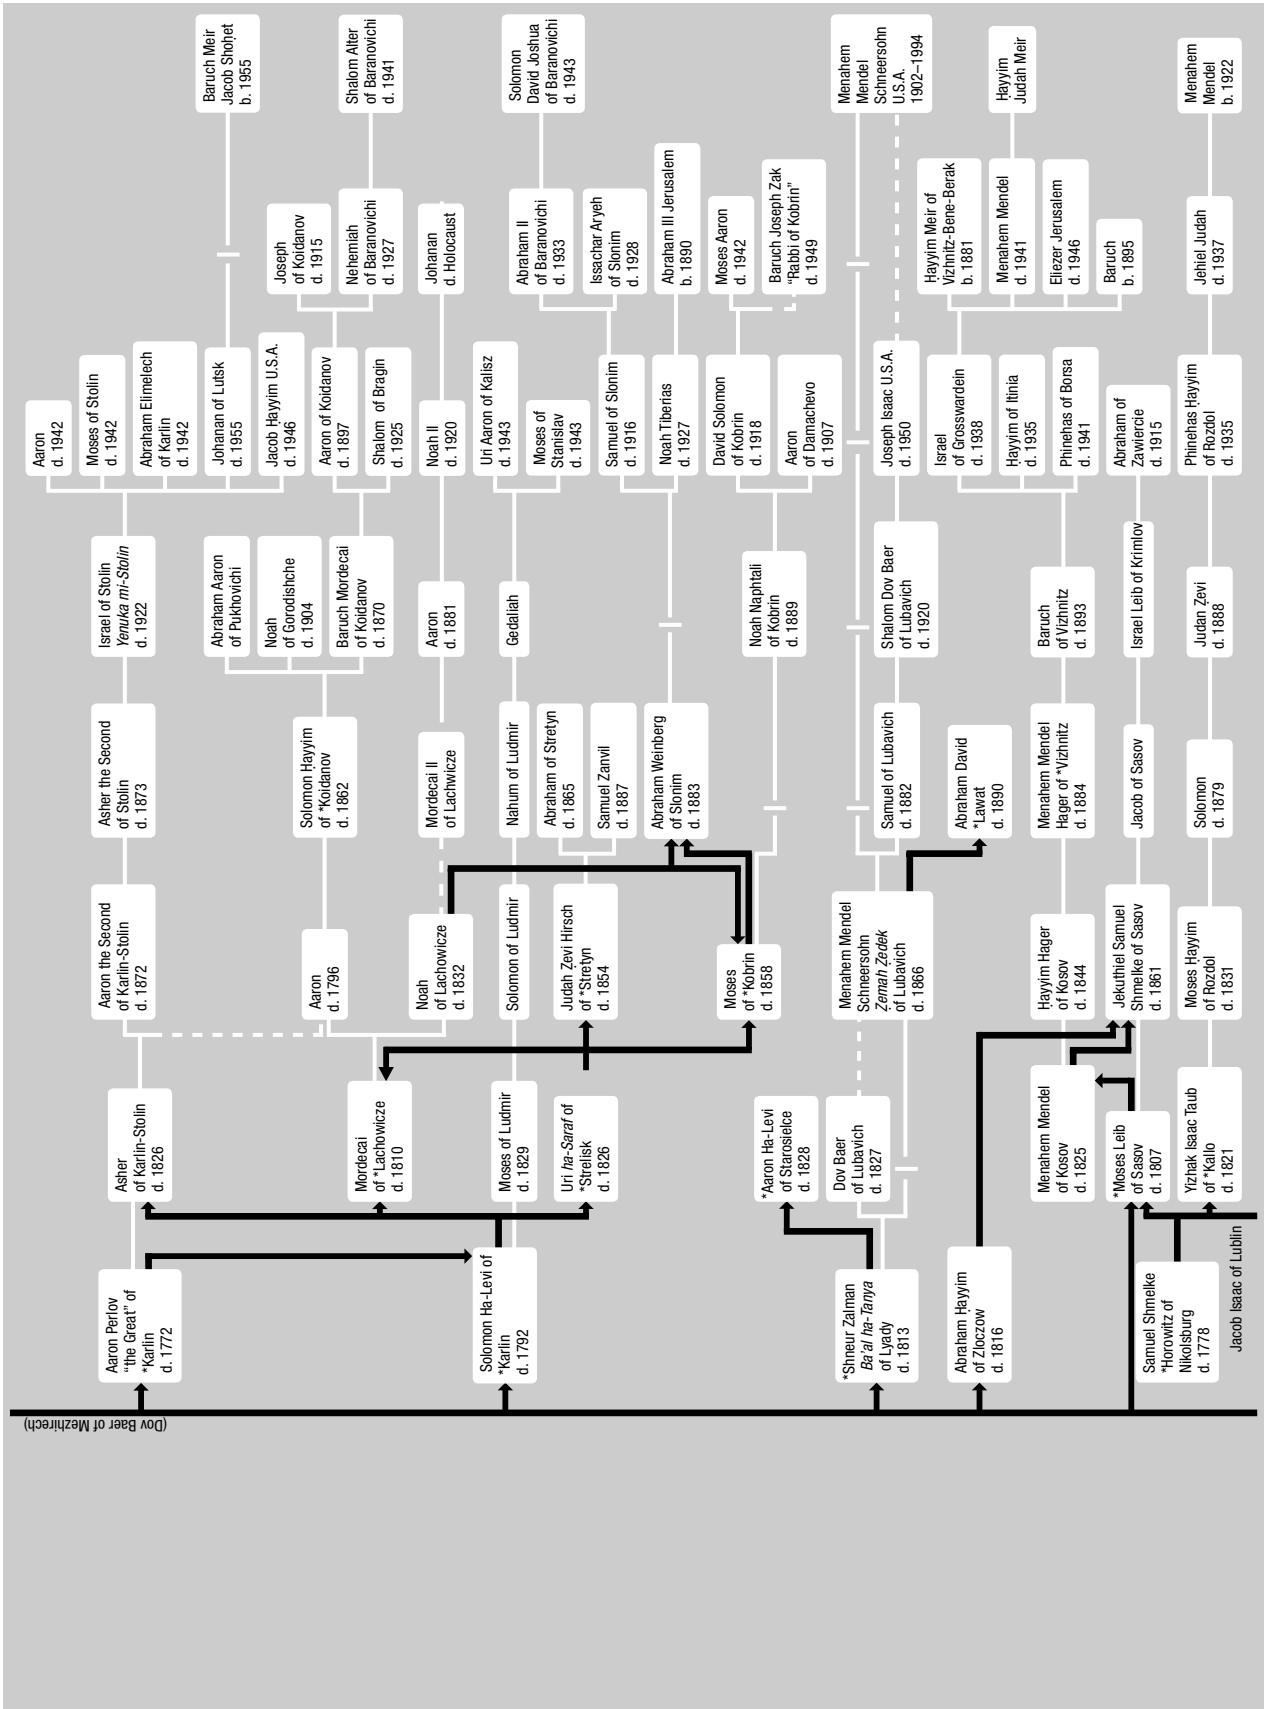 (Dov Baer of Mezhirech)
Aaron Perlov
“the Great” of
*Karlin
d. 1772
Solomon Ha-Levi of
*Karlin
d. 1792
*Shneur Zalman
Ba'al ha-Tanya
of Lyady
d. 1813
Abraham Ḥayyim
of Zloczow
d. 1816
Samuel Shmelke
*Horowitz of
Nikolsburg
d. 1778
Jacob Isaac of Lublin
Asher
of Karlin-Stolin
d. 1826
Mordecai
of *Lachowicze
d. 1810
Moses of Ludmir
d. 1829
Uri ha-Saraf of
*Strelisk
d. 1826
*Aaron Ha-Levi
of Starosielce
d. 1828
Dov Baer
of Lubavich
d. 1827
Menahem Mendel
of Kosov
d. 1825
*Moses Leib
of Sasov
d. 1807
Yizhak Isaac Taub
of *Kallo
d. 1821
Aaron the Second
of Karlin-Stolin
d. 1872
Aaron
d. 1796
Noah
of Lachowicze
d. 1832
Solomon of Ludmir
Judah Ẓevi Hirsch
of *Stretyn
d. 1854
Moses
of *Kobrin
d. 1858
Menahem Mendel
Schneersohn
Ẓemah Ẓedek
of Lubavich
d. 1866
Ḥayyim Hager
of Kosov
d. 1844
Jekuthiel Samuel
Shmelke of Sasov
d. 1861
Moses Ḥayyim
of Rozdol
d. 1831
Asher the Second
of Stolin
d. 1873
Solomon Ḥayyim
of *Koidanov
d. 1862
Mordecai II
of Lachwicze
Nahum of Ludmir
Abraham of Stretyn
d. 1865
Samuel Zanvil
d. 1887
Abraham Weinberg
of Slonim
d. 1883
Samuel of Lubavich
d. 1882
Abraham David
*Lawat
d. 1890
Menahem Mendel
Hager of *Vizhnitz
d. 1884
Jacob of Sasov
Solomon
d. 1879
Israel of Stolin
Yenuka mi-Stolin
d. 1922
Abraham Aaron
of Pukhovichi
Noah
of Gorodishche
d. 1904
Baruch Mordecai
of Koidanov
d. 1870
Aaron
d. 1881
Gedaliah
Noah Naphtali
of Kobrin
d. 1889
Shalom Dov Baer
of Lubavich
d. 1920
Baruch
of Vizhnitz
d. 1893
Israel Leib of Krimlov
Judan Ẓevi
d. 1888
Aaron
d. 1942
Moses of Stolin
d. 1942
Abraham Elimelech
of Karlin
d. 1942
Johanan of Lutsk
d. 1955
Jacob Hayyim U.S.A.
d. 1946
Aaron of Koidanov
d. 1897
Shalom of Bragin
d. 1925
Noah II
d. 1920
Uri Aaron of Kalisz
d. 1943
Moses of
Stanislav
d. 1943
Samuel of Slonim
d. 1916
Noah Tiberias
d. 1927
David Solomon
of Kobrin
d. 1918
Aaron
of Damachevo
d. 1907
Joseph Isaac U.S.A.
d. 1950
Israel
of Grosswardein
d. 1938
Ḥayyim of Itinia
d. 1935
Phinehas of Borsa
d. 1941
Abraham of
Zawiercie
d. 1915
Phinehas Ḥayyim
of Rozdol
d. 1935
Joseph
of Koidanov
d. 1915
Nehemiah
of Baranovichi
d. 1927
Johanan
d. Holocaust
Abraham II
of Baranovichi
d. 1933
Issachar Aryeh
of Slonim
d. 1928
Abraham III Jerusalem
b. 1890
Moses Aaron
d. 1942
Baruch Joseph Zak
“Rabbi of Kobrin”
d. 1949
Ḥayyim Meir of
Vizhnitz-Bene-Berak
b. 1881
Menahem Mendel
d. 1941
Eliezer Jerusalem
d. 1946
Baruch
b. 1895
Jehiel Judah
d. 1937
Baruch Meir
Jacob Shoḥet
b. 1955
Shalom Alter
of Baranovichi
d. 1941
Solomon
David Joshua
of Baranovichi
d. 1943
Menahem
Mendel
Schneersohn
U.S.A.
1902–1994
Ḥayyim
Judah Meir
Menahem
Mendel
b. 1922